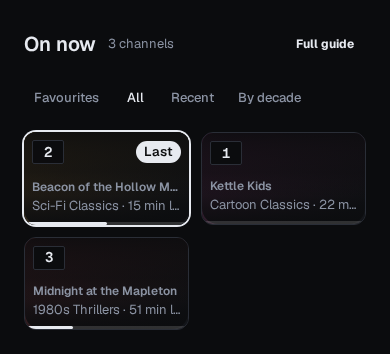 On now 3 channels Full guide
Favourites All Recent By decade
2 Last
Beacon of the Hollow M...
Sci-Fi Classics · 15 min l...
1
Kettle Kids
Cartoon Classics · 22 m...
3
Midnight at the Mapleton
1980s Thrillers · 51 min l...